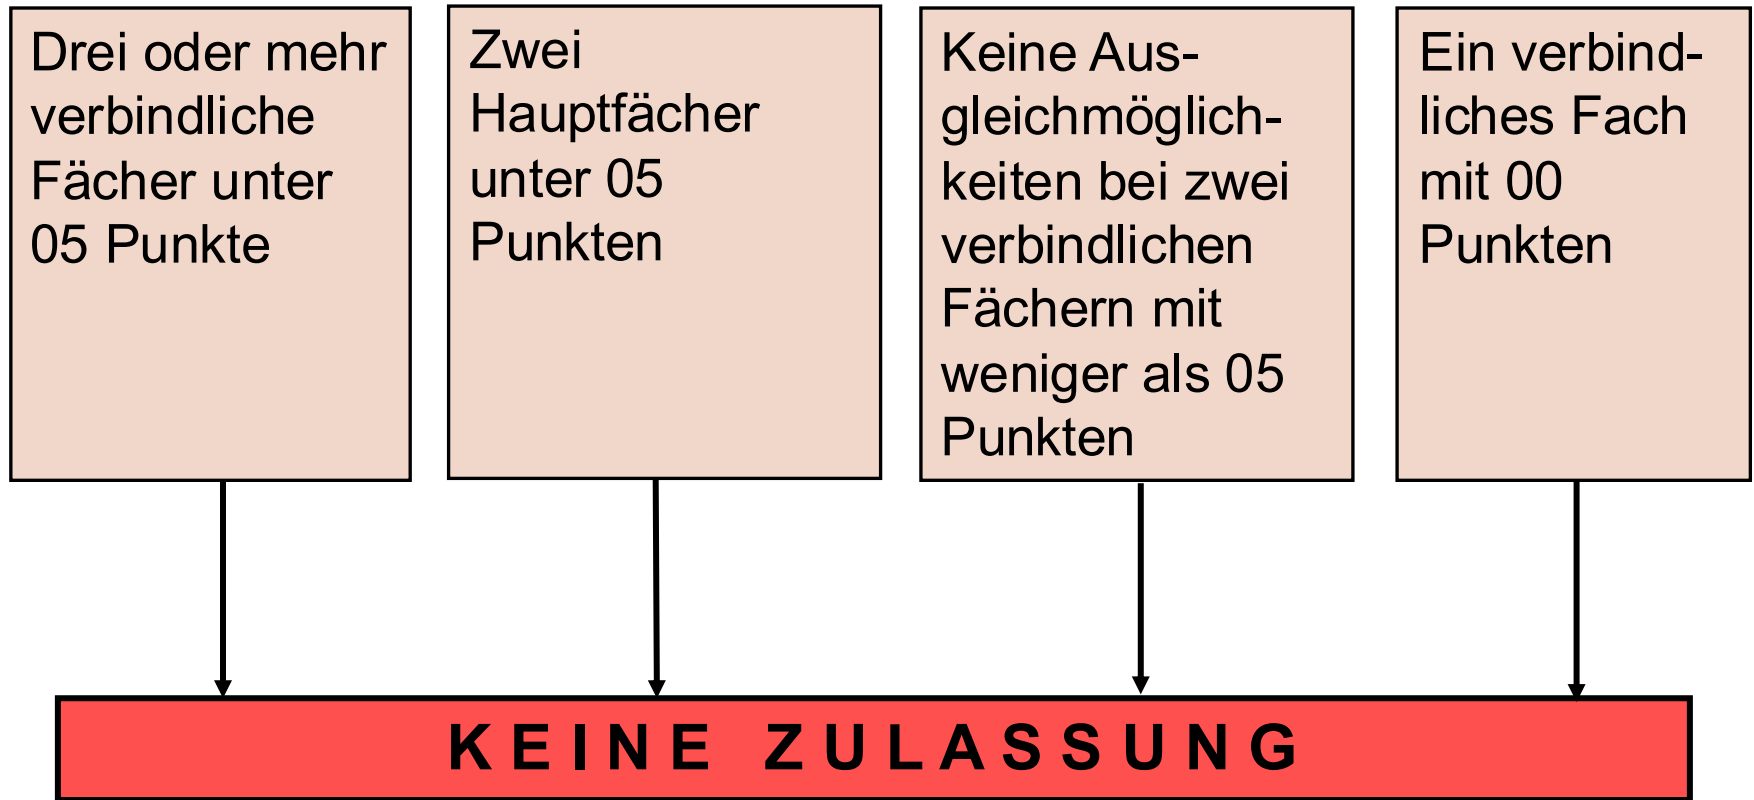 Drei oder mehr
verbindliche
Fächer unter
05 Punkte
Zwei
Hauptfächer
unter 05
Punkten
Keine Aus-
gleichmöglich-
keiten bei zwei
verbindlichen
Fächern mit
weniger als 05
Punkten
Ein verbind-
liches Fach
mit 00
Punkten
K E I N E Z U L A S S U N G